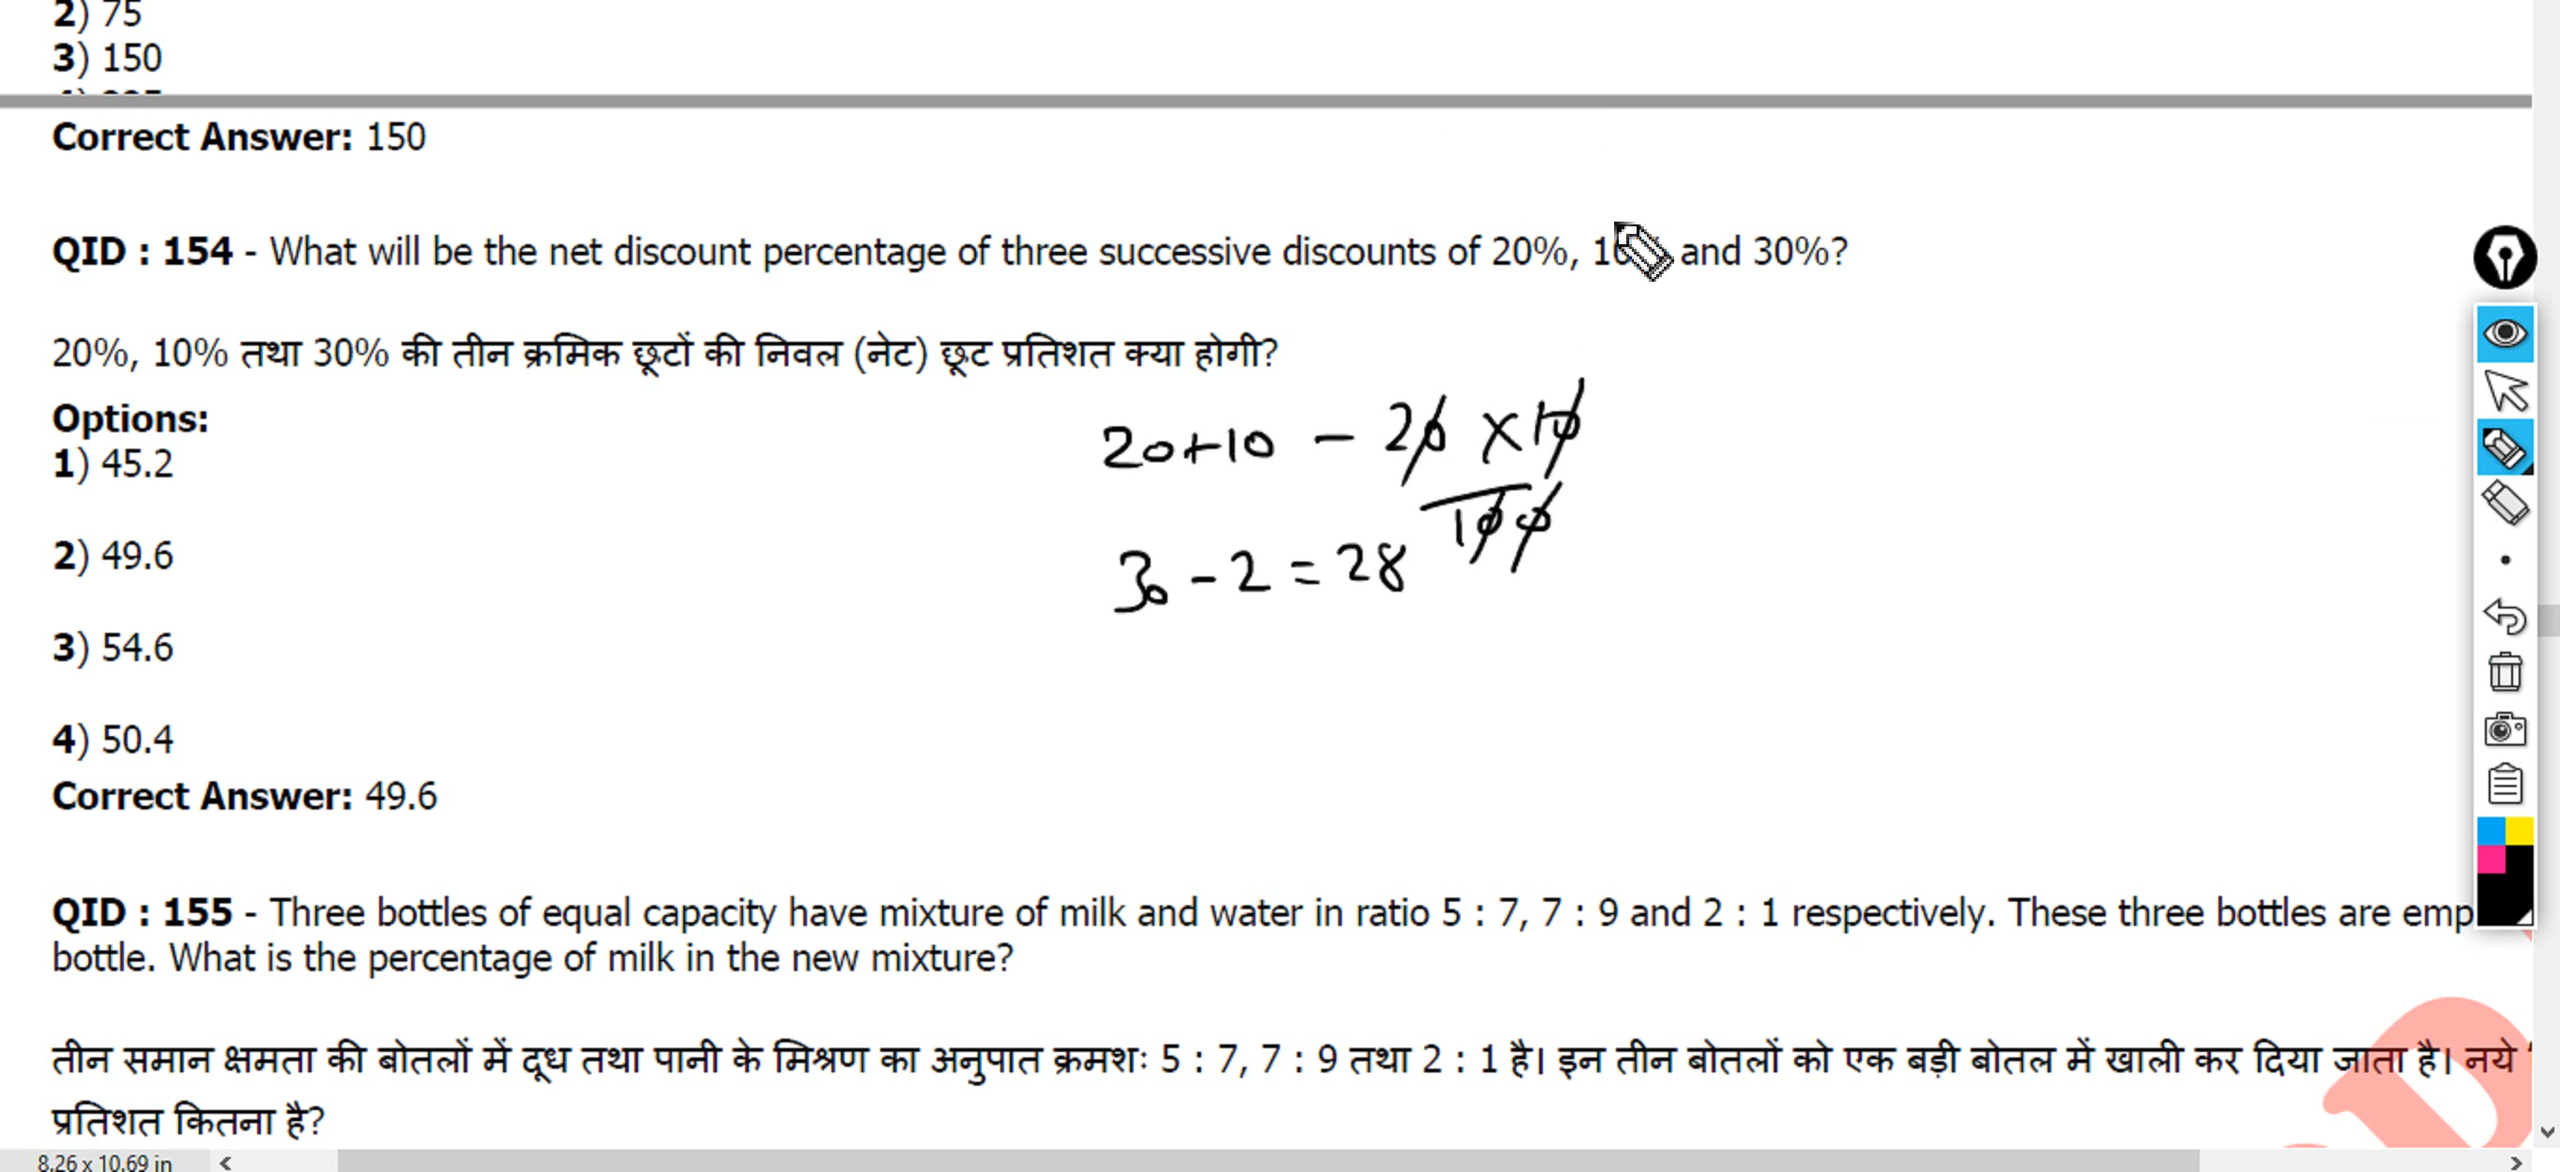 2) 75
3) 150
Correct Answer: 150
QID : 154 - What will be the net discount percentage of three successive discounts of 20%, and 30%?
20%, 10% तथा 30% की तीन क्रमिक छूटों की निवल (नेट) छूट प्रतिशत क्या होगी?
Options:
1) 45.2
20+10 - 20 × 10
100
2) 49.6
30 - 2 = 28
3) 54.6
4) 50.4
Correct Answer: 49.6
QID : 155 - Three bottles of equal capacity have mixture of milk and water in ratio 5 : 7, 7 : 9 and 2 : 1 respectively. These three bottles are emp
bottle. What is the percentage of milk in the new mixture?
तीन समान क्षमता की बोतलों में दूध तथा पानी के मिश्रण का अनुपात क्रमशः 5 : 7, 7 : 9 तथा 2 : 1 है। इन तीन बोतलों को एक बड़ी बोतल में खाली कर दिया जाता है। नये
प्रतिशत कितना है?
8.26 x 10.69 in